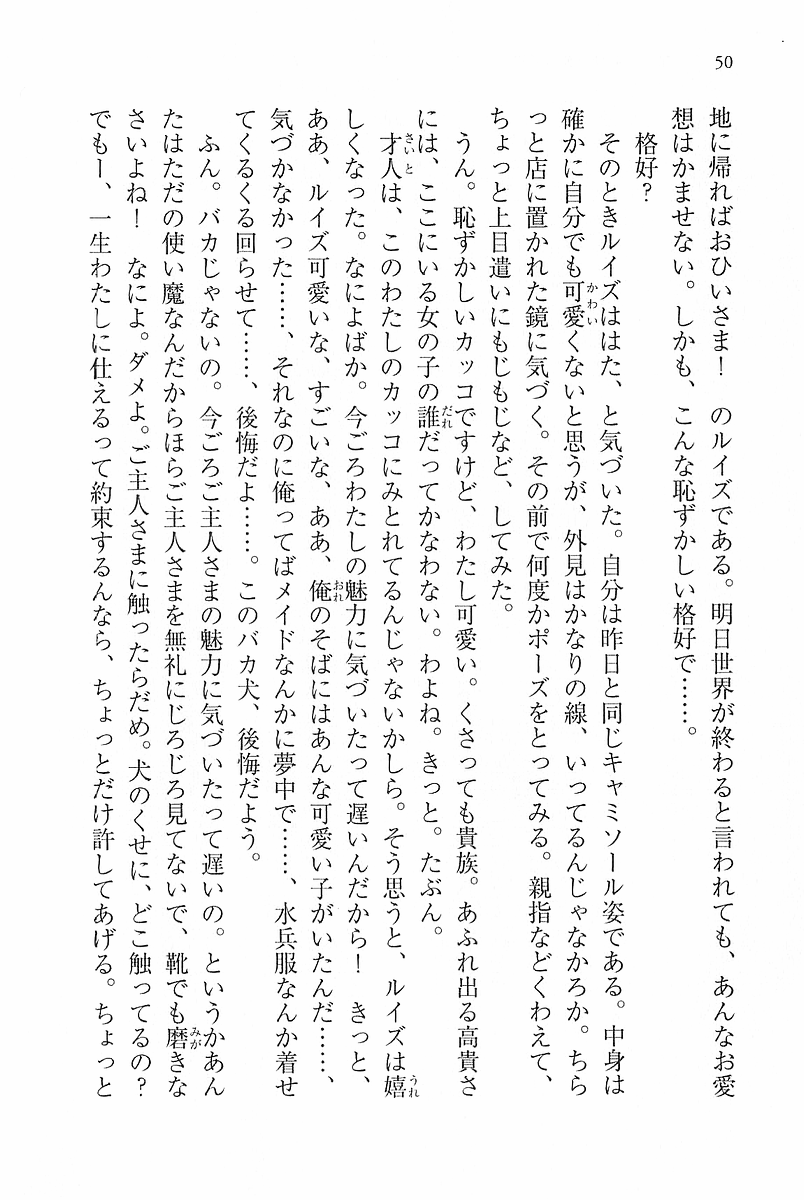 50
地に帰ればおひいさま！　のルイズである。明日世界が終わると言われても、あんなお愛
想はかませない。しかも、こんな恥ずかしい格好で……。
　格好？
　そのときルイズははた、と気づいた。自分は昨日と同じキャミソール姿である。中身は
確かに自分でも可愛くないと思うが、外見はかなりの線、いってるんじゃなかろか。ちら
っと店に置かれた鏡に気づく。その前で何度かポーズをとってみる。親指などくわえて、
ちょっと上目遣いにもじもじなど、してみた。
　うん。恥ずかしいカッコですけど、わたし可愛い。くさっても貴族。あふれ出る高貴さ
には、ここにいる女の子の誰だってかなわない。わよね。きっと。たぶん。
　才人は、このわたしのカッコにみとれてるんじゃないかしら。そう思うと、ルイズは嬉
しくなった。なによばか。今ごろわたしの魅力に気づいたって遅いんだから！　きっと、
ああ、ルイズ可愛いな、すごいな、ああ、俺のそばにはあんな可愛い子がいたんだ……、
気づかなかった……、それなのに俺ってばメイドなんかに夢中で……、水兵服なんか着せ
てくるくる回らせて……、後悔だよ……。このバカ犬、後悔だよう。
　ふん。バカじゃないの。今ごろご主人さまの魅力に気づいたって遅いの。というかあん
たはただの使い魔なんだからほらご主人さまを無礼にじろじろ見てないで、靴でも磨きな
さいよね！　なによ。ダメよ。ご主人さまに触ったらだめ。犬のくせに、どこ触ってるの？
でもー、一生わたしに仕えるって約束するんなら、ちょっとだけ許してあげる。ちょっと